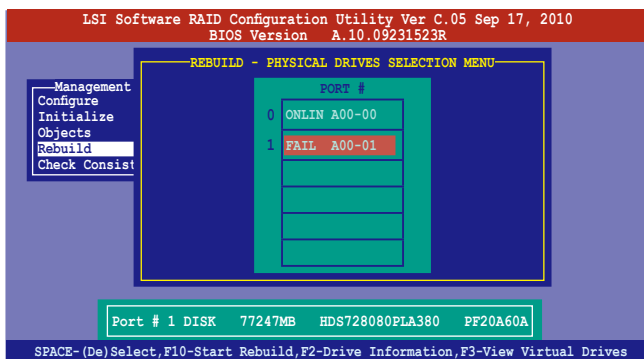 LSI Software RAID Configuration Utility Ver C.05 Sep 17, 2010
BIOS Version A.10.09231523R
REBUILD - PHYSICAL DRIVES SELECTION MENU
Management
Configure
Initialize
Objects
Rebuild
Check Consist
PORT #
0 ONLIN A00-00
1 FAIL A00-01
Port # 1 DISK 77247MB HDS728080PLA380 PF20A60A
SPACE-(De)Select,F10-Start Rebuild,F2-Drive Information,F3-View Virtual Drives